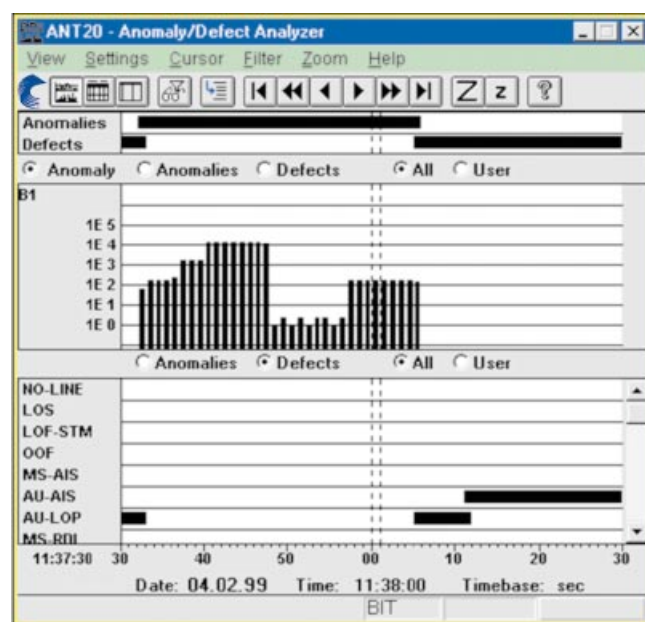 ANT20 - Anomaly/Defect Analyzer
View Settings Cursor Filter Zoom Help
Z z ?
Anomalies
Defects
Anomaly Anomalies Defects All User
B1
1E 5
1E 4
1E 3
1E 2
1E 1
1E 0
Anomalies Defects All User
NO-LINE
LOS
LOF-STM
OOF
MS-AIS
AU-AIS
AU-LOP
MS-RDI
11:37:30 30 40 50 00 10 20 30
Date: 04.02.99 Time: 11:38:00 Timebase: sec
BIT